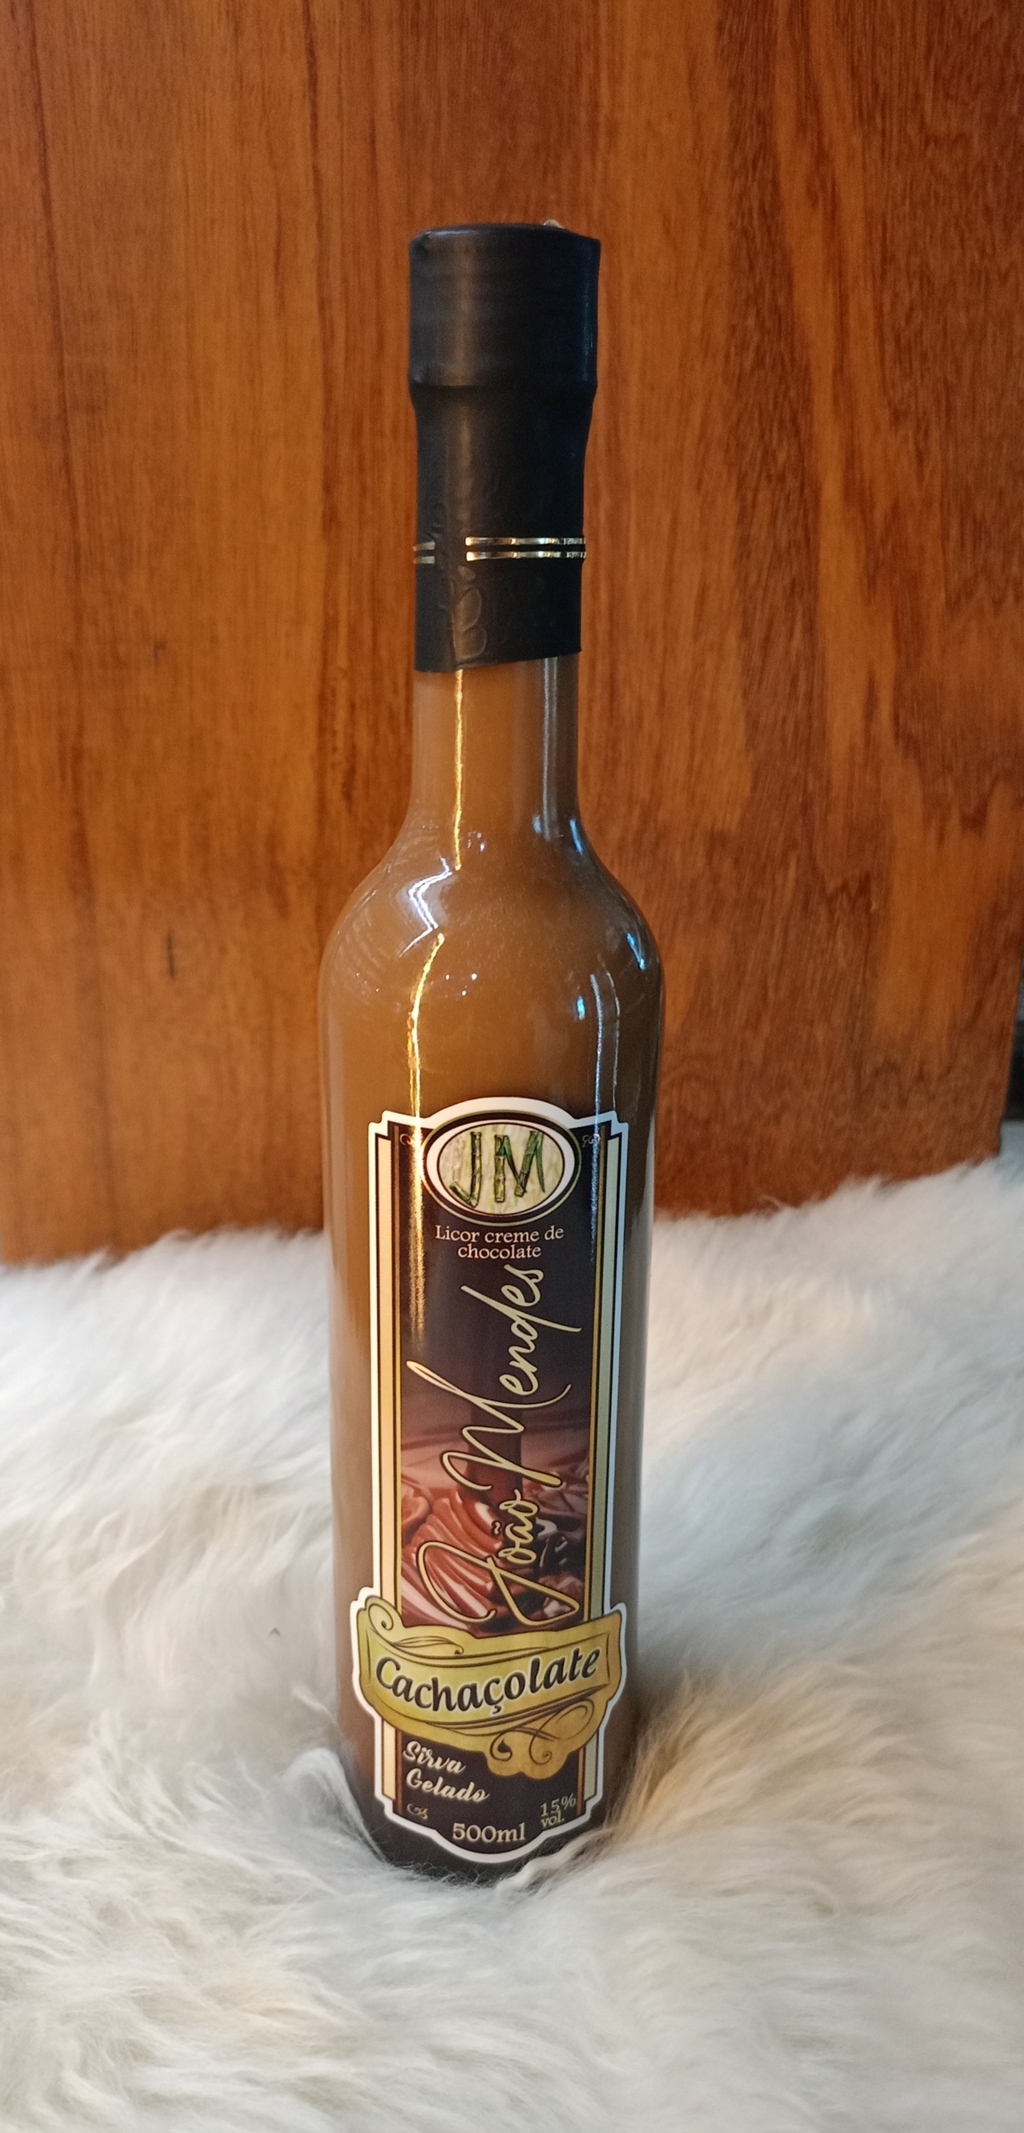 JM
Licor creme de
chocolate
João Mendes
Cachaçolate
Sirva
Gelado
15%
vol.
500ml